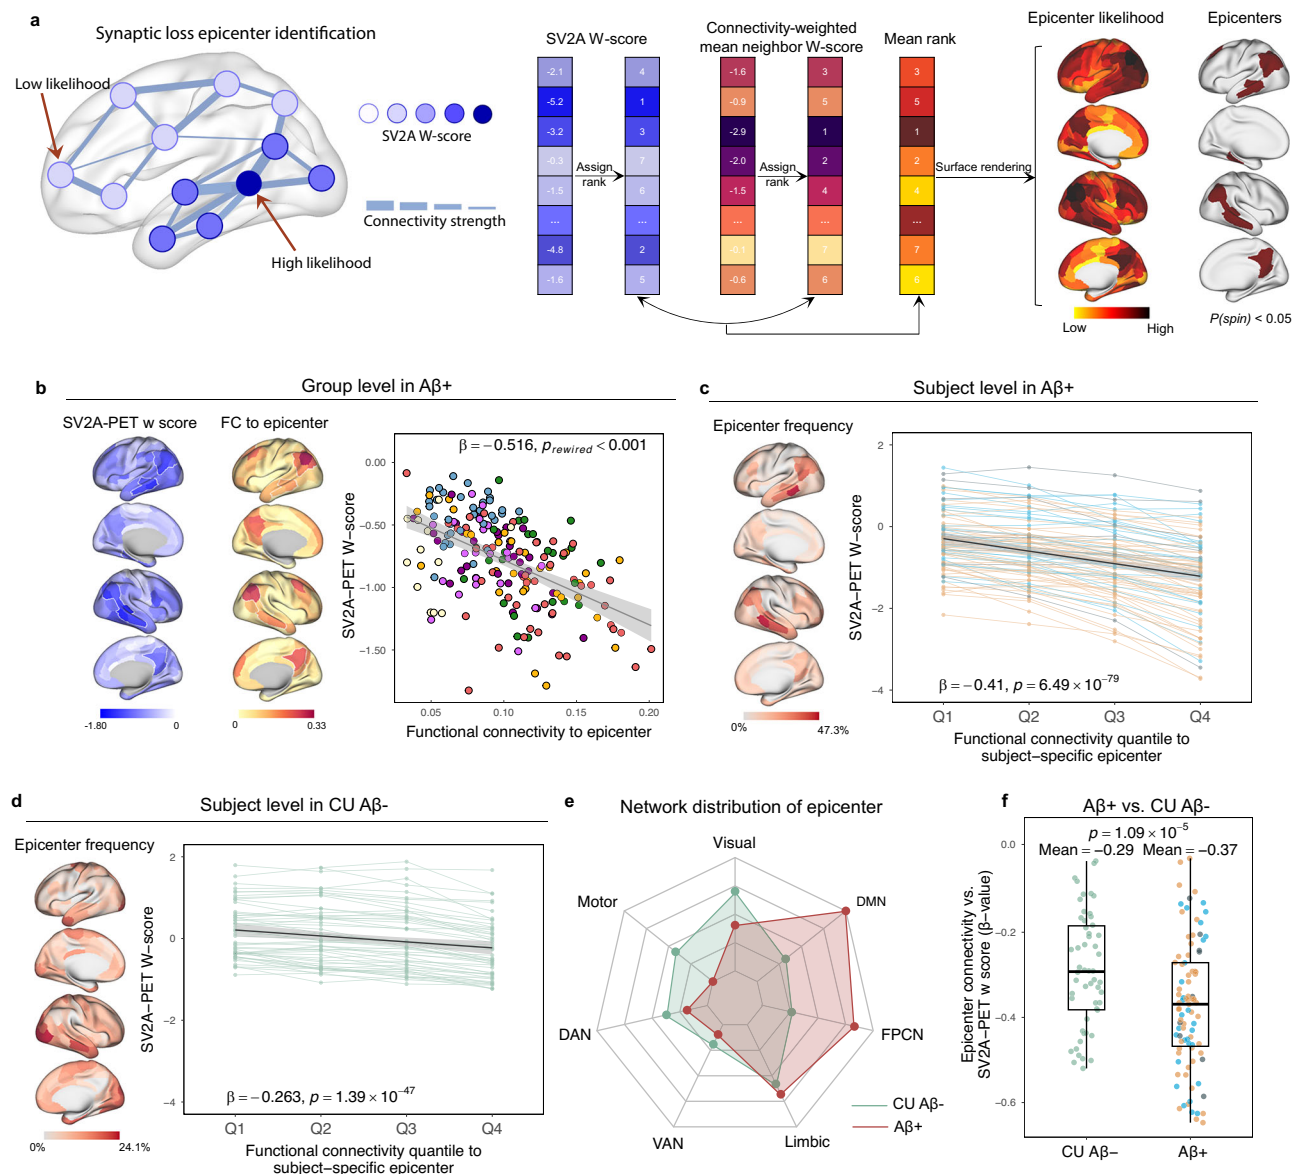 a
Synaptic loss epicenter identification
Low likelihood
SV2A W-score
Connectivity strength
High likelihood
SV2A W-score
Connectivity-weighted
mean neighbor W-score
Mean rank
-2.1 4 -1.6 3 3
-5.2 1 -0.9 5 5
-3.2 3 -2.9 1 1
-0.3 7 -2.0 2 2
-1.5 6 -1.5 4 4
... ... ... ... ...
-4.8 2 -0.1 7 7
-1.6 5 -0.6 6 6
Assign
rank
Assign
rank
Surface rendering
Epicenter likelihood
Epicenters
Low High
P(spin) < 0.05
b
Group level in Aβ+
SV2A-PET w score
FC to epicenter
-1.80 0
0 0.33
β = −0.516, p rewired < 0.001
SV2A−PET W−score
0.00
−0.50
−1.00
−1.50
0.05 0.10 0.15 0.20
Functional connectivity to epicenter
c
Subject level in Aβ+
Epicenter frequency
0% 47.3%
SV2A−PET W−score
2
0
−2
−4
β = −0.41, p = 6.49 × 10−79
Q1 Q2 Q3 Q4
Functional connectivity quantile to
subject−specific epicenter
d
Subject level in CU Aβ-
Epicenter frequency
0% 24.1%
SV2A−PET W−score
2
0
−2
−4
β = −0.263, p = 1.39 × 10−47
Q1 Q2 Q3 Q4
Functional connectivity quantile to
subject−specific epicenter
e
Network distribution of epicenter
Visual
DMN
FPCN
Limbic
VAN
DAN
Motor
CU Aβ-
Aβ+
f
Aβ+ vs. CU Aβ-
p = 1.09 × 10−5
Mean = −0.29 Mean = −0.37
Epicenter connectivity vs.
SV2A−PET w score (β−value)
0.0
−0.2
−0.4
−0.6
CU Aβ− Aβ+